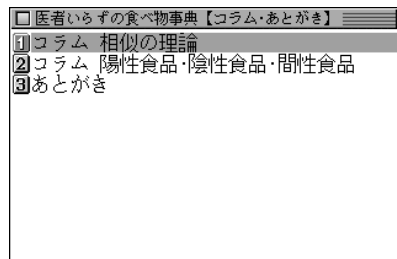 医者いらずの食べ物事典【コラム・あとがき】
1コラム 相似の理論
2コラム 陽性食品・陰性食品・間性食品
3あとがき